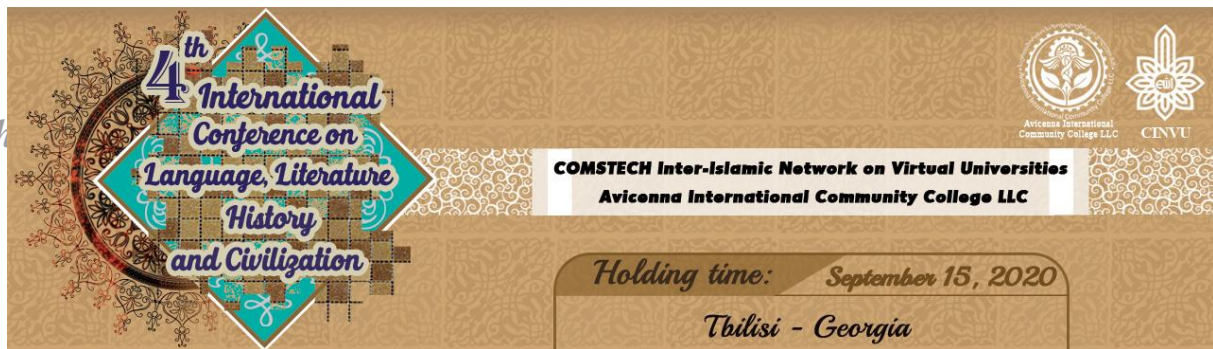 4th
International
Conference on
Language, Literature
History
and Civilization
Avicenna International
Community College LLC
CINVU
COMSTECH Inter-Islamic Network on Virtual Universities
Avicenna International Community College LLC
Holding time: September 15, 2020
Tbilisi - Georgia